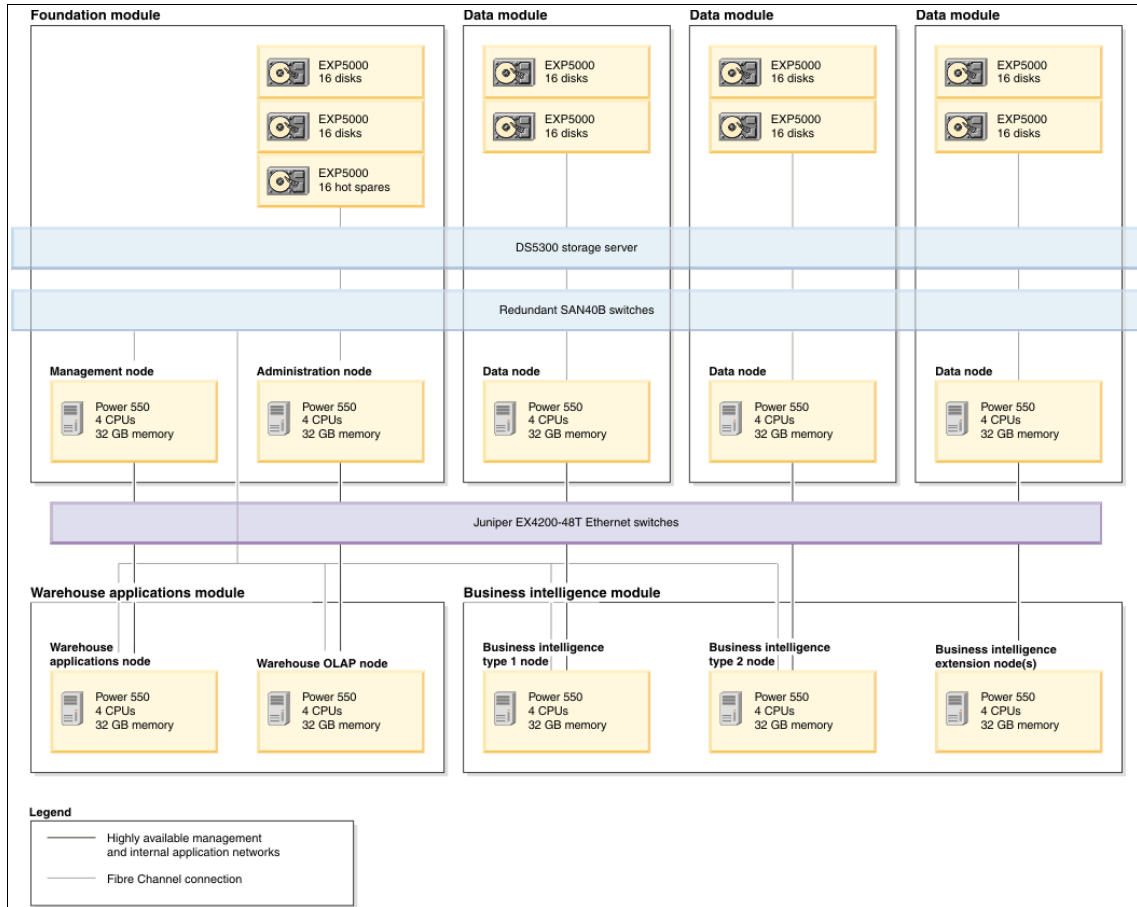 Foundation module
EXP5000
16 disks
EXP5000
16 disks
EXP5000
16 hot spares
Data module
EXP5000
16 disks
EXP5000
16 disks
Data module
EXP5000
16 disks
EXP5000
16 disks
Data module
EXP5000
16 disks
EXP5000
16 disks
DS5300 storage server
Redundant SAN40B switches
Management node
Power 550
4 CPUs
32 GB memory
Administration node
Power 550
4 CPUs
32 GB memory
Data node
Power 550
4 CPUs
32 GB memory
Data node
Power 550
4 CPUs
32 GB memory
Data node
Power 550
4 CPUs
32 GB memory
Juniper EX4200-48T Ethernet switches
Warehouse applications module
Warehouse
applications node
Power 550
4 CPUs
32 GB memory
Warehouse OLAP node
Power 550
4 CPUs
32 GB memory
Business intelligence module
Business intelligence
type 1 node
Power 550
4 CPUs
32 GB memory
Business intelligence
type 2 node
Power 550
4 CPUs
32 GB memory
Business intelligence
extension node(s)
Power 550
4 CPUs
32 GB memory
Legend
Highly available management
and internal application networks
Fibre Channel connection